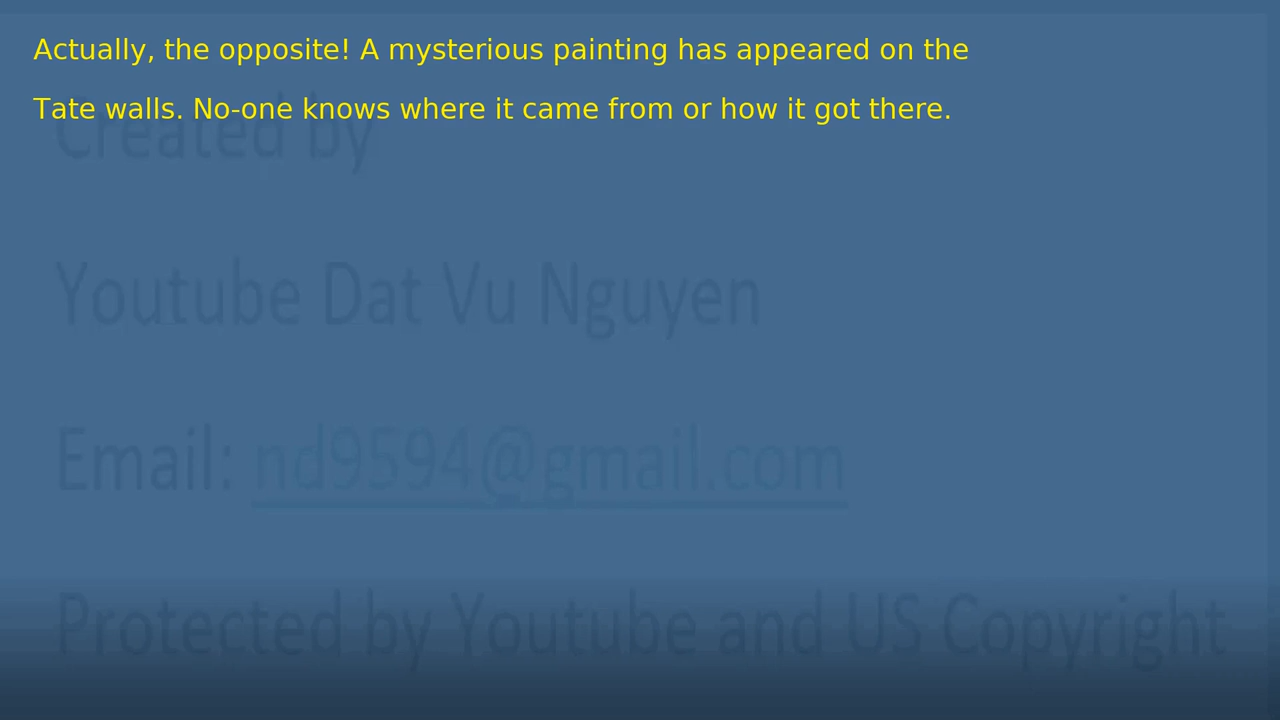 Actually, the opposite! A mysterious painting has appeared on the
Tate walls. No-one knows where it came from or how it got there.
Created by
Youtube Dat Vu Nguyen
Email: nd9594@gmail.com
Protected by Youtube and US Copyright